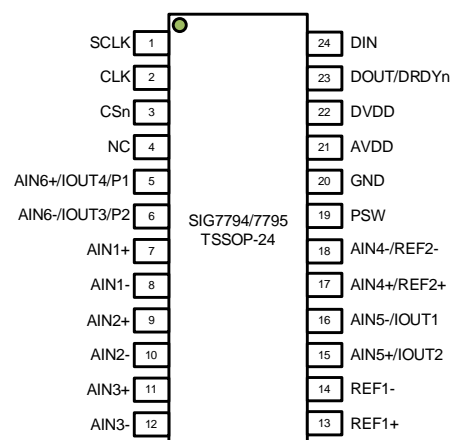 SCLK 1 24 DIN
CLK 2 23 DOUT/DRDYn
CSn 3 22 DVDD
NC 4 21 AVDD
AIN6+/IOUT4/P1 5 20 GND
AIN6-/IOUT3/P2 6 19 PSW
SIG7794/7795
TSSOP-24
AIN1+ 7 18 AIN4-/REF2-
AIN1- 8 17 AIN4+/REF2+
AIN2+ 9 16 AIN5-/IOUT1
AIN2- 10 15 AIN5+/IOUT2
AIN3+ 11 14 REF1-
AIN3- 12 13 REF1+